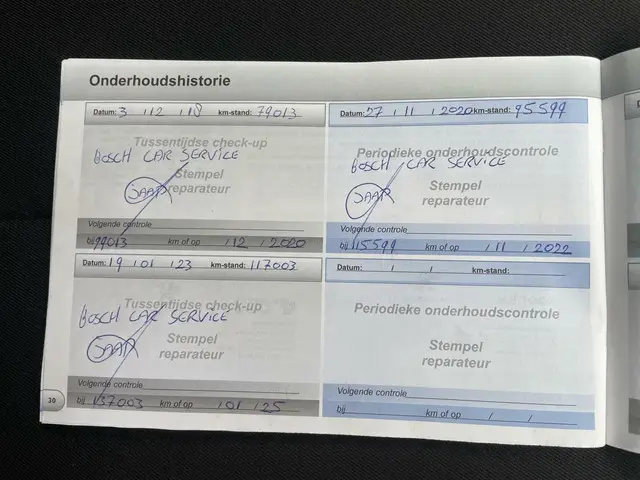 Onderhoudshistorie
Datum: 3 / 12 / 18 km-stand: 79013
Tussentijdse check-up
BOSCH CAR SERVICE
Stempel
SAAR reparateur
Volgende controle
bij 99013 km of op / 12 / 2020
Datum: 27 / 11 / 2020 km-stand: 95599
Periodieke onderhoudscontrole
BOSCH CAR SERVICE
Stempel
SAAR reparateur
Volgende controle
bij 115599 km of op / 11 / 2022
Datum: 19 / 01 / 23 km-stand: 117003
Tussentijdse check-up
BOSCH CAR SERVICE
Stempel
SAAR reparateur
Volgende controle
bij 137003 km of op / 01 / 25
Datum: / / km-stand:
Periodieke onderhoudscontrole
Stempel
reparateur
Volgende controle
bij km of op / /
30